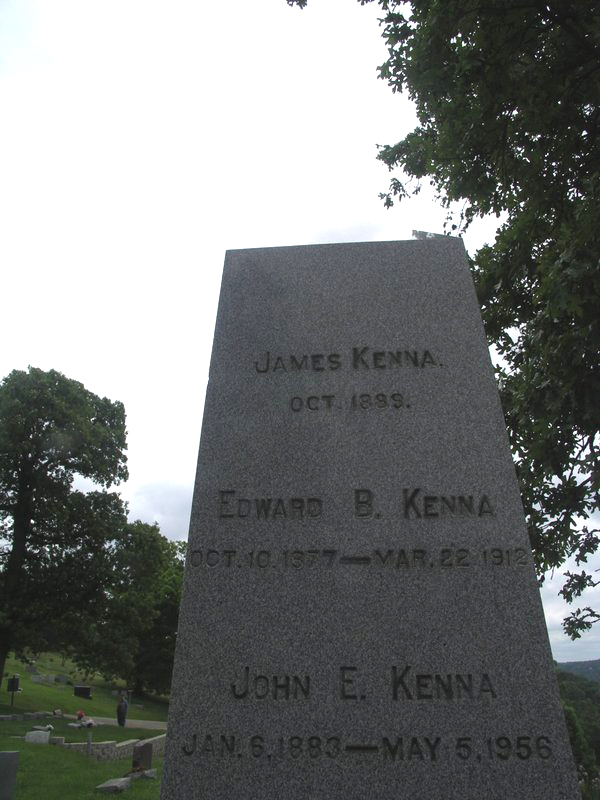 JAMES KENNA.
OCT. 1889.
EDWARD B. KENNA
OCT. 10. 1877—MAR. 22 1912
JOHN E. KENNA
JAN. 6, 1883—MAY 5, 1956